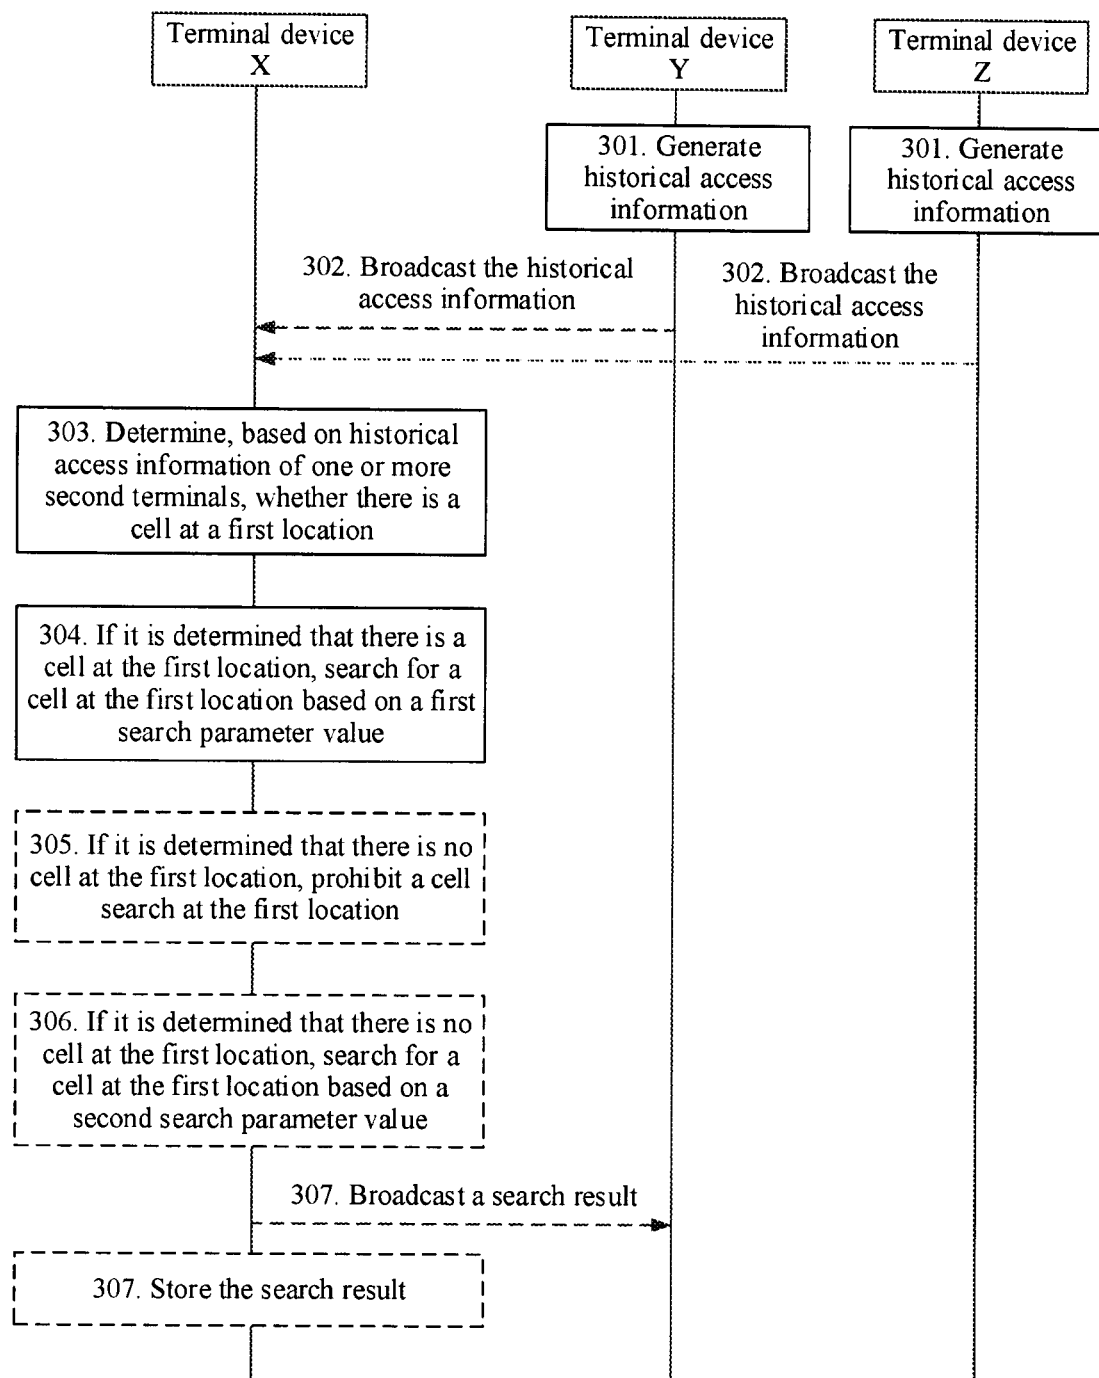 Terminal device
X
Terminal device
Y
Terminal device
Z
301. Generate
historical access
information
301. Generate
historical access
information
302. Broadcast the historical
access information
302. Broadcast the
historical access
information
303. Determine, based on historical
access information of one or more
second terminals, whether there is a
cell at a first location
304. If it is determined that there is a
cell at the first location, search for a
cell at the first location based on a first
search parameter value
305. If it is determined that there is no
cell at the first location, prohibit a cell
search at the first location
306. If it is determined that there is no
cell at the first location, search for a
cell at the first location based on a
second search parameter value
307. Broadcast a search result
307. Store the search result